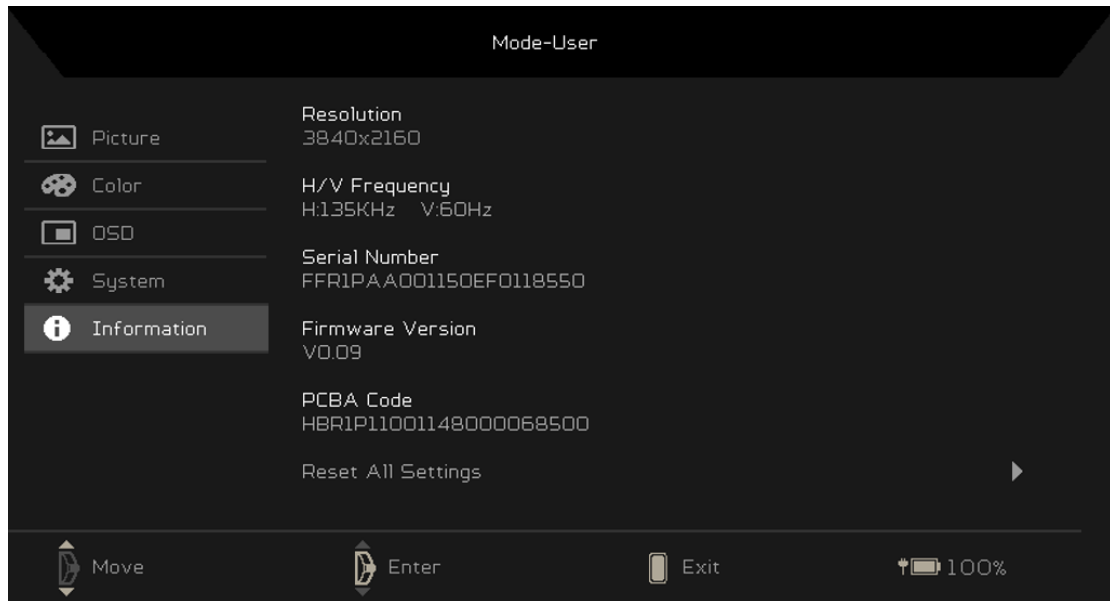 Mode-User
Picture
Color
OSD
System
Information
Resolution
3840x2160
H/V Frequency
H:135KHz V:60Hz
Serial Number
FFR1PAA001150EF0118550
Firmware Version
V0.09
PCBA Code
HBR1P11001148000068500
Reset All Settings
Move
Enter
Exit
100%